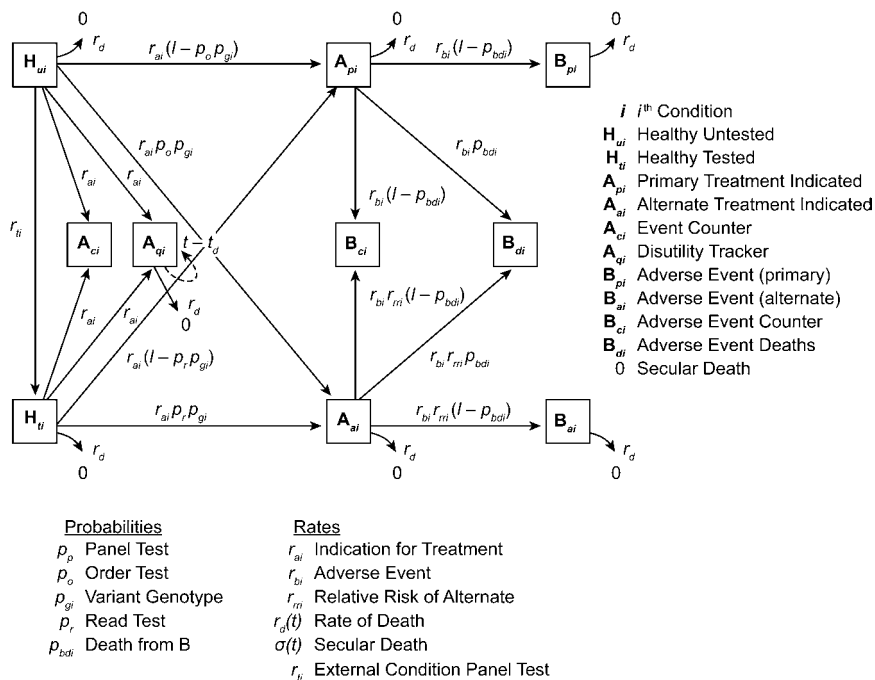 0
0
0
r_d
r_ai(l − p_o p_gi)
r_d
r_bi(l − p_bdi)
r_d
H_ui
A_pi
B_pi
i i^th Condition
H_ui Healthy Untested
H_ti Healthy Tested
A_pi Primary Treatment Indicated
A_ai Alternate Treatment Indicated
A_ci Event Counter
A_qi Disutility Tracker
B_pi Adverse Event (primary)
B_ai Adverse Event (alternate)
B_ci Adverse Event Counter
B_di Adverse Event Deaths
0 Secular Death
r_ai p_o p_gi
r_bi p_bdi
r_ai
r_ai
r_bi(l − p_bdi)
r_ti
A_ci
A_qi
t − t_d
B_ci
B_di
r_d
0
r_ai
r_ai
r_bi r_rri(l − p_bdi)
r_ai(l − p_r p_gi)
r_bi r_rri p_bdi
H_ti
r_ai p_r p_gi
A_ai
r_bi r_rri(l − p_bdi)
B_ai
r_d
r_d
r_d
0
0
0
Probabilities
p_p Panel Test
p_o Order Test
p_gi Variant Genotype
p_r Read Test
p_bdi Death from B
Rates
r_ai Indication for Treatment
r_bi Adverse Event
r_rri Relative Risk of Alternate
r_d(t) Rate of Death
σ(t) Secular Death
r_ti External Condition Panel Test